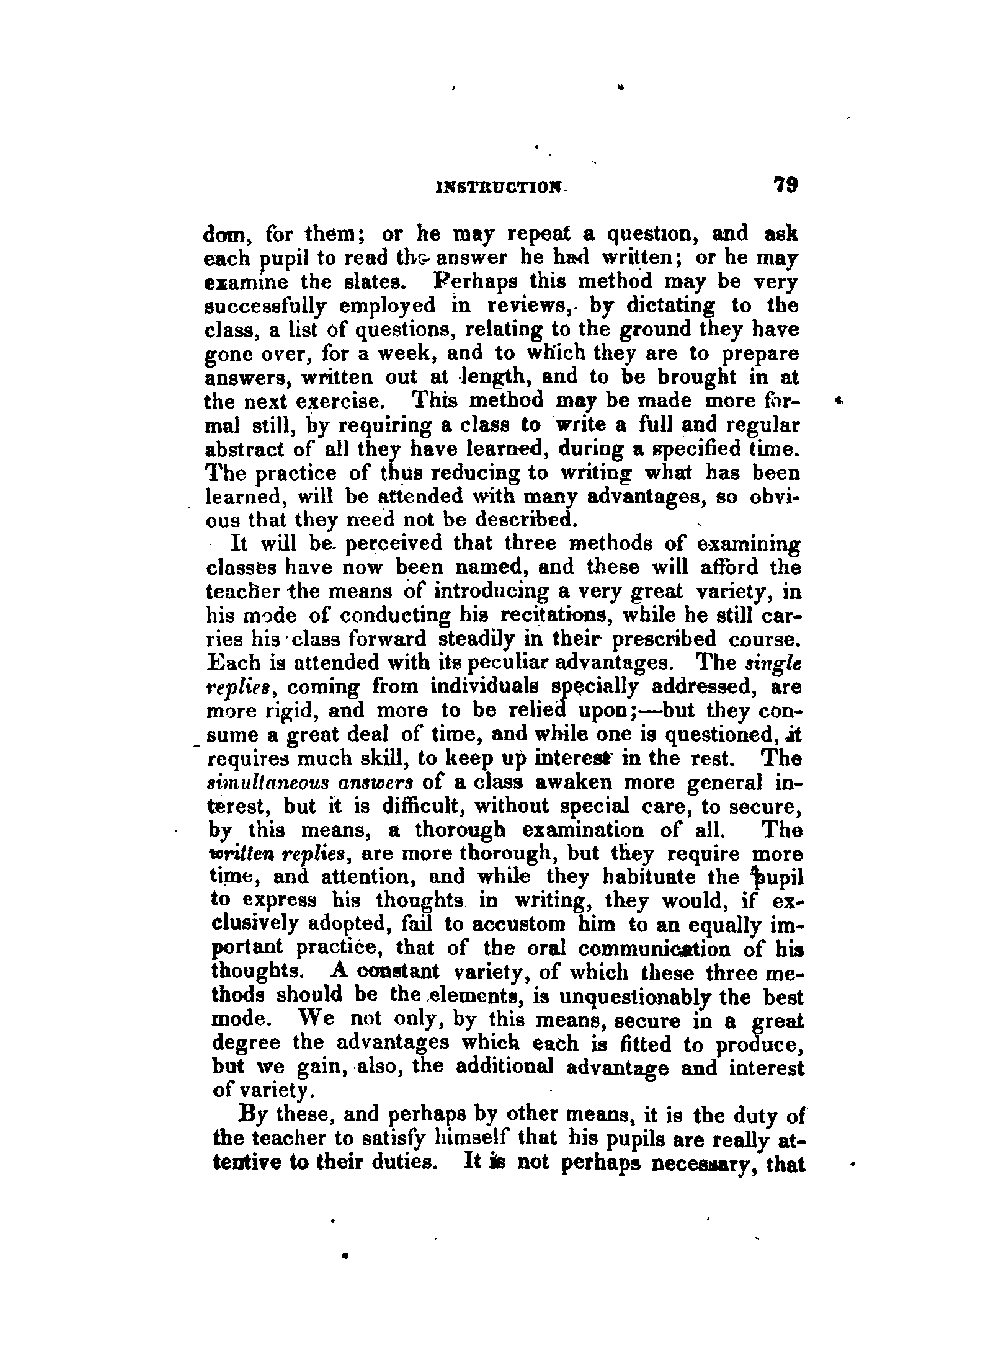 INSTRUCTION. 79
dom, for them; or he may repeat a question, and ask
each pupil to read the answer he had written; or he may
examine the slates. Perhaps this method may be very
successfully employed in reviews, by dictating to the
class, a list of questions, relating to the ground they have
gone over, for a week, and to which they are to prepare
answers, written out at length, and to be brought in at
the next exercise. This method may be made more for-
mal still, by requiring a class to write a full and regular
abstract of all they have learned, during a specified time.
The practice of thus reducing to writing what has been
learned, will be attended with many advantages, so obvi-
ous that they need not be described.
It will be perceived that three methods of examining
classes have now been named, and these will afford the
teacher the means of introducing a very great variety, in
his mode of conducting his recitations, while he still car-
ries his class forward steadily in their prescribed course.
Each is attended with its peculiar advantages. The single
replies, coming from individuals specially addressed, are
more rigid, and more to be relied upon;—but they con-
sume a great deal of time, and while one is questioned, it
requires much skill, to keep up interest in the rest. The
simultaneous answers of a class awaken more general in-
terest, but it is difficult, without special care, to secure,
by this means, a thorough examination of all. The
written replies, are more thorough, but they require more
time, and attention, and while they habituate the pupil
to express his thoughts in writing, they would, if ex-
clusively adopted, fail to accustom him to an equally im-
portant practice, that of the oral communication of his
thoughts. A constant variety, of which these three me-
thods should be the elements, is unquestionably the best
mode. We not only, by this means, secure in a great
degree the advantages which each is fitted to produce,
but we gain, also, the additional advantage and interest
of variety.
By these, and perhaps by other means, it is the duty of
the teacher to satisfy himself that his pupils are really at-
tentive to their duties. It is not perhaps necessary, that